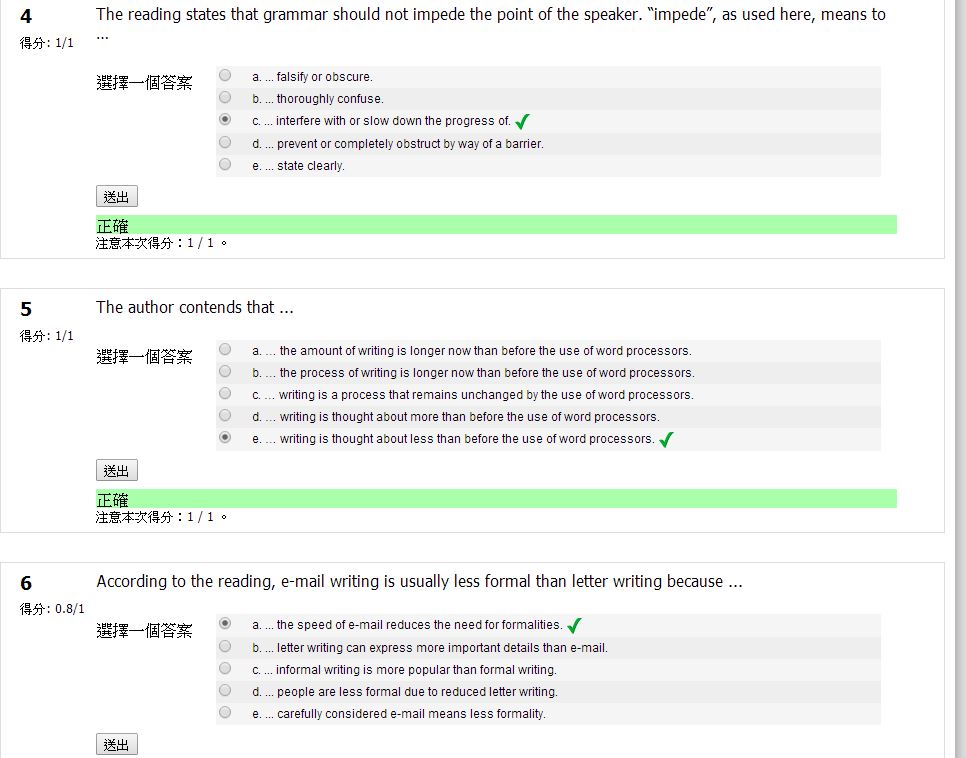 4
The reading states that grammar should not impede the point of the speaker. “impede”, as used here, means to
...
得分: 1/1
選擇一個答案
a. ... falsify or obscure.
b. ... thoroughly confuse.
c. ... interfere with or slow down the progress of.
d. ... prevent or completely obstruct by way of a barrier.
e. ... state clearly.
送出
正確
注意本次得分：1 / 1 。
5
The author contends that ...
得分: 1/1
選擇一個答案
a. ... the amount of writing is longer now than before the use of word processors.
b. ... the process of writing is longer now than before the use of word processors.
c. ... writing is a process that remains unchanged by the use of word processors.
d. ... writing is thought about more than before the use of word processors.
e. ... writing is thought about less than before the use of word processors.
送出
正確
注意本次得分：1 / 1 。
6
According to the reading, e-mail writing is usually less formal than letter writing because ...
得分: 0.8/1
選擇一個答案
a. ... the speed of e-mail reduces the need for formalities.
b. ... letter writing can express more important details than e-mail.
c. ... informal writing is more popular than formal writing.
d. ... people are less formal due to reduced letter writing.
e. ... carefully considered e-mail means less formality.
送出